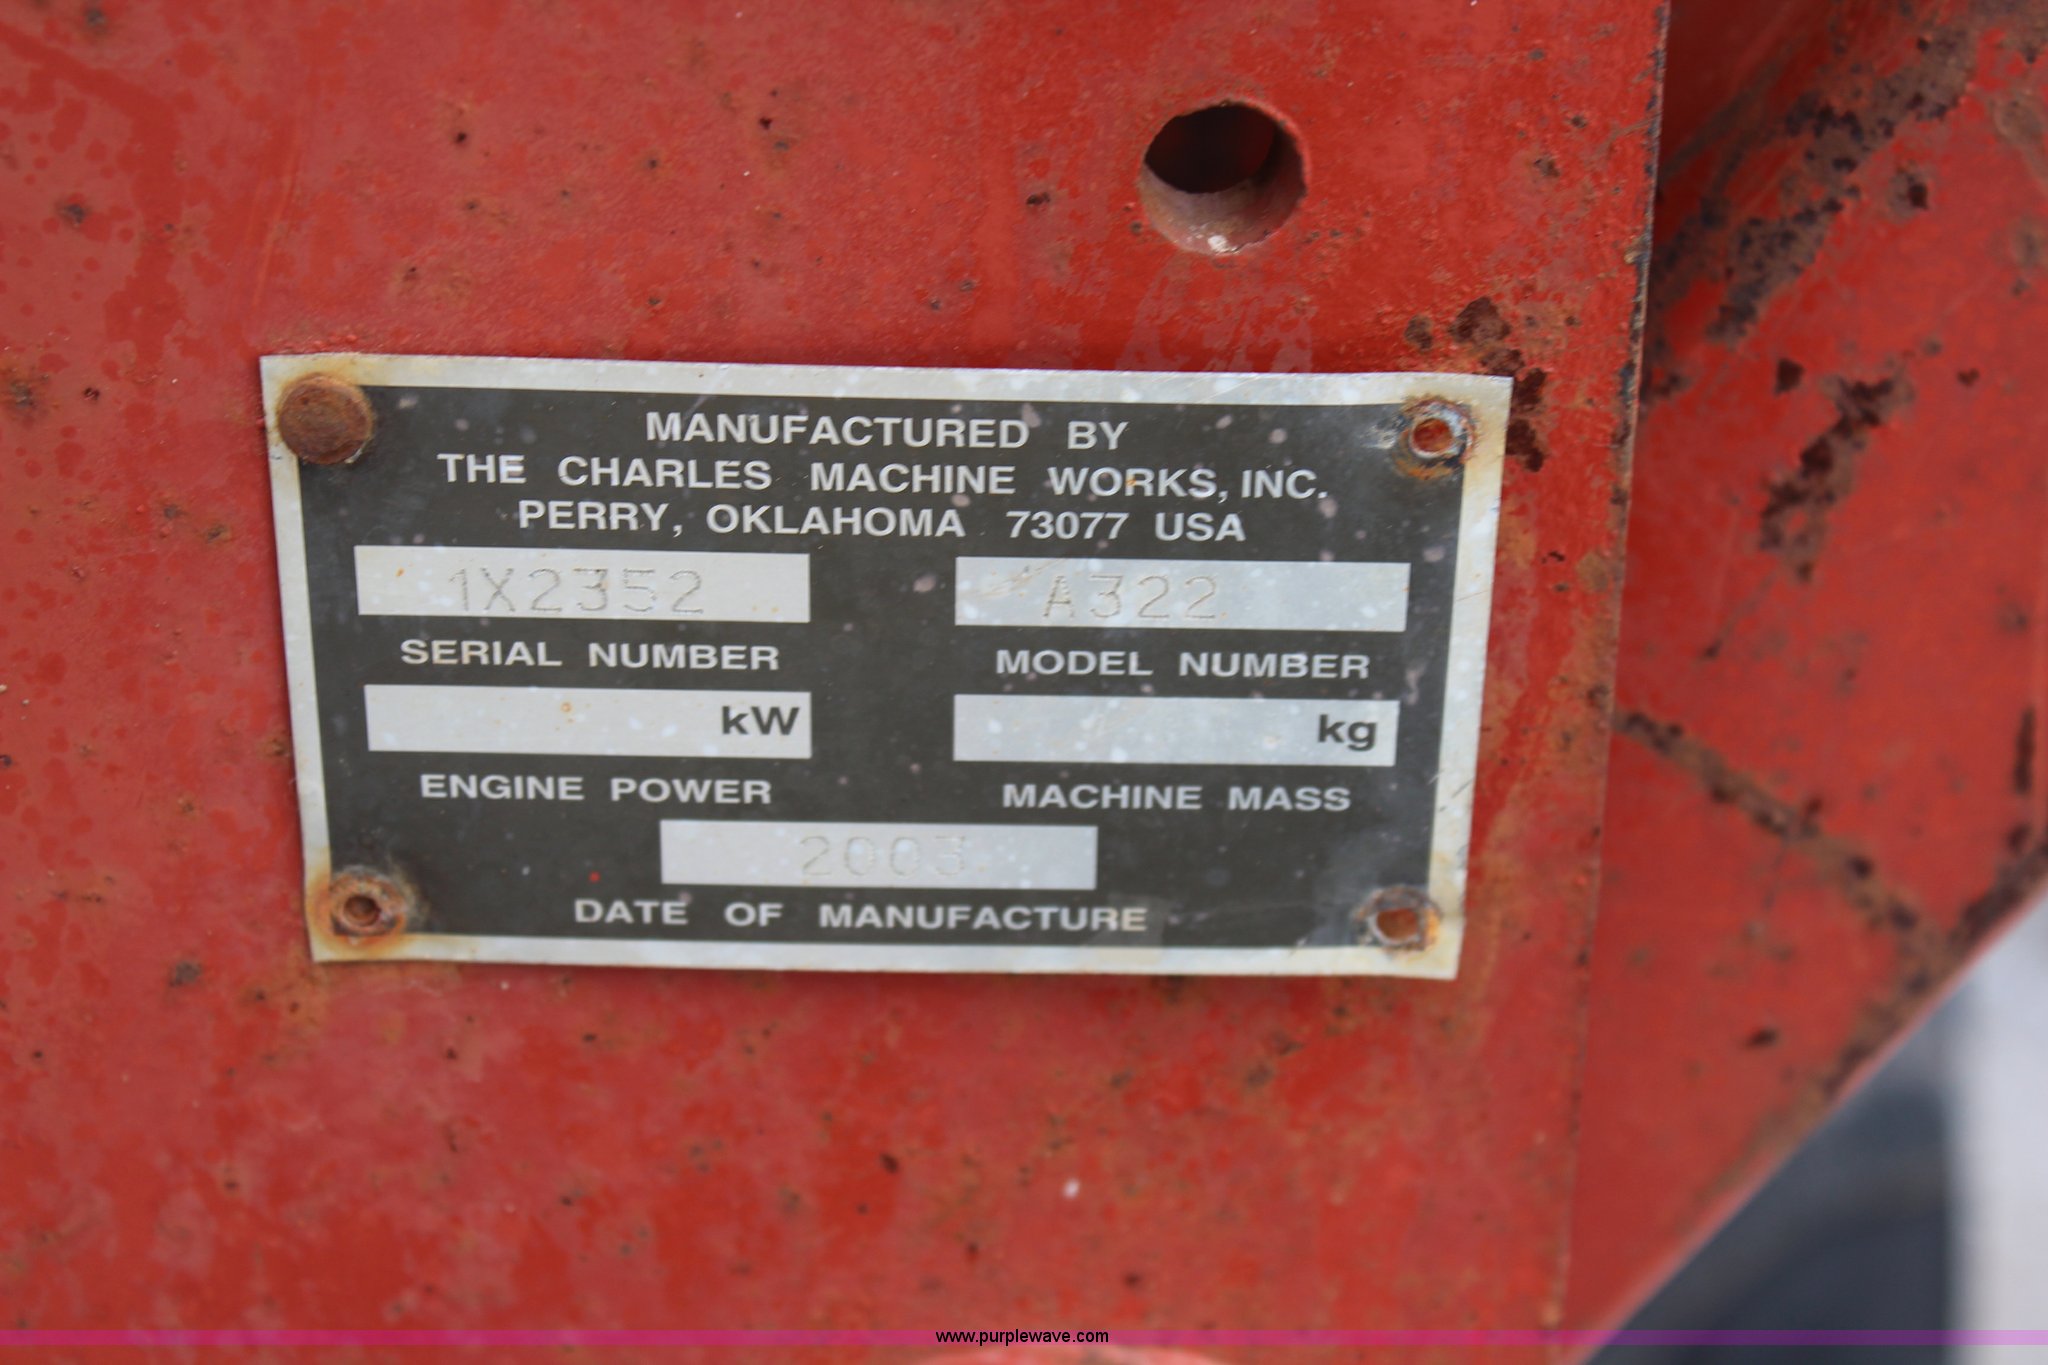 MANUFACTURED BY
THE CHARLES MACHINE WORKS, INC.
PERRY, OKLAHOMA 73077 USA
1X2352 A322
SERIAL NUMBER MODEL NUMBER
kW kg
ENGINE POWER MACHINE MASS
2003
DATE OF MANUFACTURE
www.purplewave.com